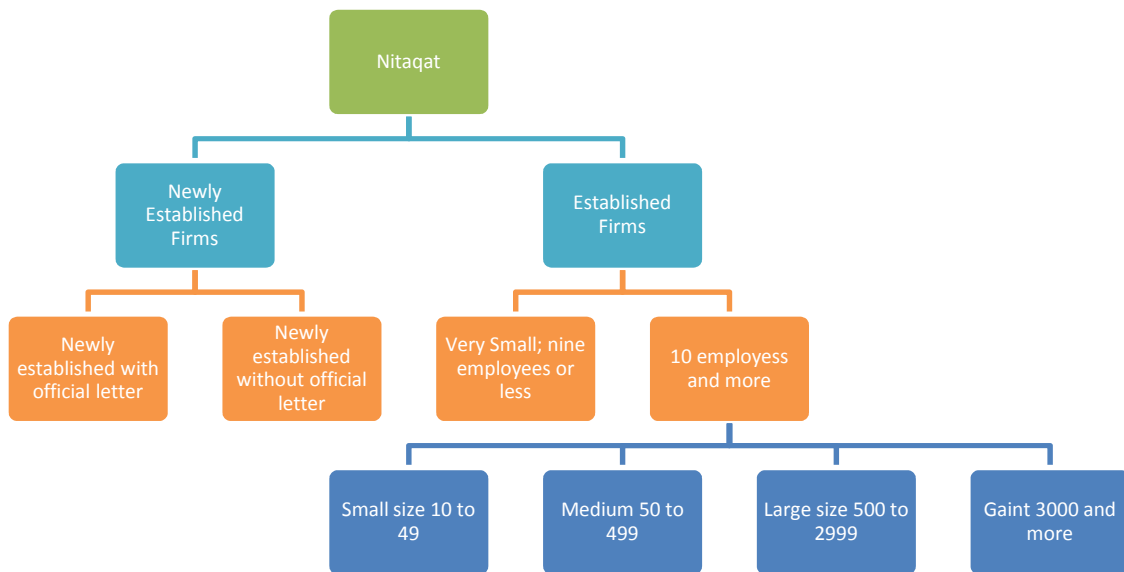 Nitaqat
Newly
Established
Firms
Established
Firms
Newly
established with
official letter
Newly
established
without official
letter
Very Small; nine
employees or
less
10 employess
and more
Small size 10 to
49
Medium 50 to
499
Large size 500 to
2999
Gaint 3000 and
more